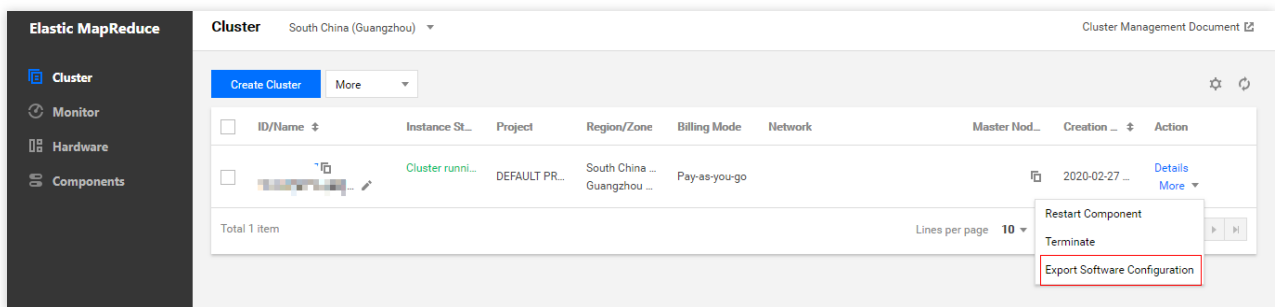 Elastic MapReduce
Cluster
South China (Guangzhou)
Cluster Management Document
Cluster
Monitor
Hardware
Components
Create Cluster
More
ID/Name
Instance St...
Project
Region/Zone
Billing Mode
Network
Master Nod...
Creation ...
Action
Cluster runni...
DEFAULT PR...
South China ...
Guangzhou ...
Pay-as-you-go
2020-02-27 ...
Details
More
Total 1 item
Lines per page 10
Restart Component
Terminate
Export Software Configuration